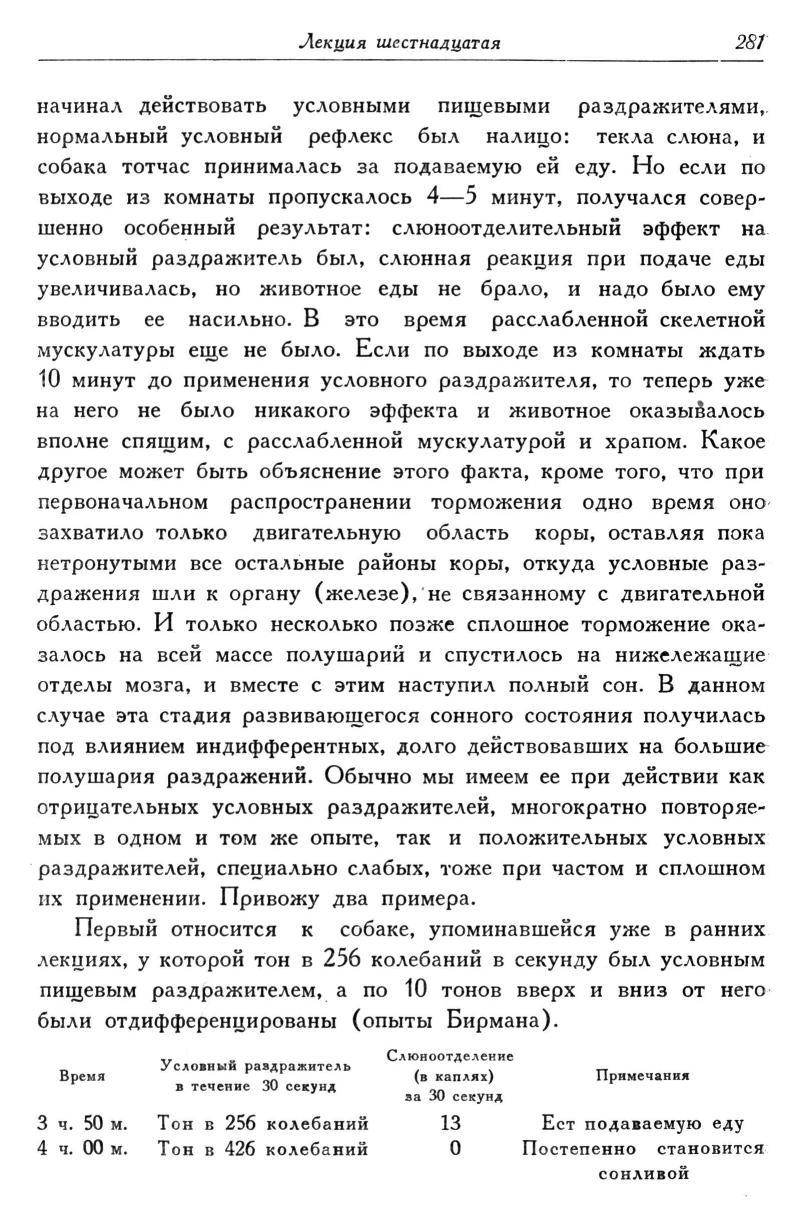 Лекция шестнадцатая 281
начинал действовать условными пищевыми раздражителями,
нормальный условный рефлекс был налицо: текла слюна, и
собака тотчас принималась за подаваемую ей еду. Но если по
выходе из комнаты пропускалось 4—5 минут, получался совер-
шенно особенный результат: слюноотделительный эффект на
условный раздражитель был, слюнная реакция при подаче еды
увеличивалась, но животное еды не брало, и надо было ему
вводить ее насильно. В это время расслабленной скелетной
мускулатуры еще не было. Если по выходе из комнаты ждать
10 минут до применения условного раздражителя, то теперь уже
на него не было никакого эффекта и животное оказывалось
вполне спящим, с расслабленной мускулатурой и храпом. Какое
другое может быть объяснение этого факта, кроме того, что при
первоначальном распространении торможения одно время оно
захватило только двигательную область коры, оставляя пока
нетронутыми все остальные районы коры, откуда условные раз-
дражения шли к органу (железе), не связанному с двигательной
областью. И только несколько позже сплошное торможение ока-
залось на всей массе полушарий и спустилось на нижележащие
отделы мозга, и вместе с этим наступил полный сон. В данном
случае эта стадия развивающегося сонного состояния получилась
под влиянием индифферентных, долго действовавших на большие
полушария раздражений. Обычно мы имеем ее при действии как
отрицательных условных раздражителей, многократно повторяе-
мых в одном и том же опыте, так и положительных условных
раздражителей, специально слабых, тоже при частом и сплошном
их применении. Привожу два примера.
Первый относится к собаке, упоминавшейся уже в ранних
лекциях, у которой тон в 256 колебаний в секунду был условным
пищевым раздражителем, а по 10 тонов вверх и вниз от него
были отдифференцированы (опыты Бирмана).
Время Условный раздражитель в течение 30 секунд Слюноотделение (в каплях) за 30 секунд Примечания
3 ч. 50 м. Тон в 256 колебаний 13 Ест подаваемую еду
4 ч. 00 м. Тон в 426 колебаний 0 Постепенно становится
сонливой